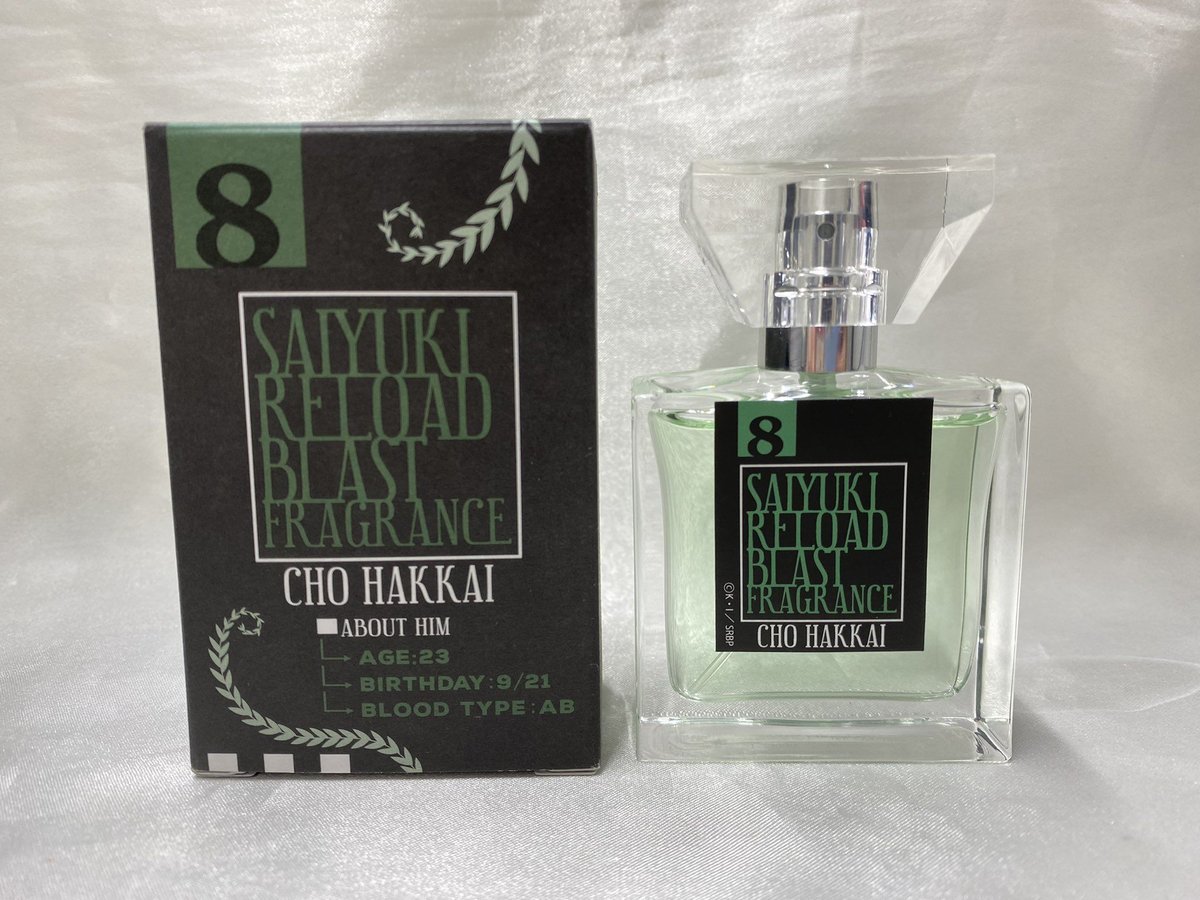 8
SAIYUKI
RELOAD
BLAST
FRAGRANCE
CHO HAKKAI
ABOUT HIM
AGE:23
BIRTHDAY:9/21
BLOOD TYPE:AB
8
SAIYUKI
RELOAD
BLAST
FRAGRANCE
CHO HAKKAI
©K・I／SRBP